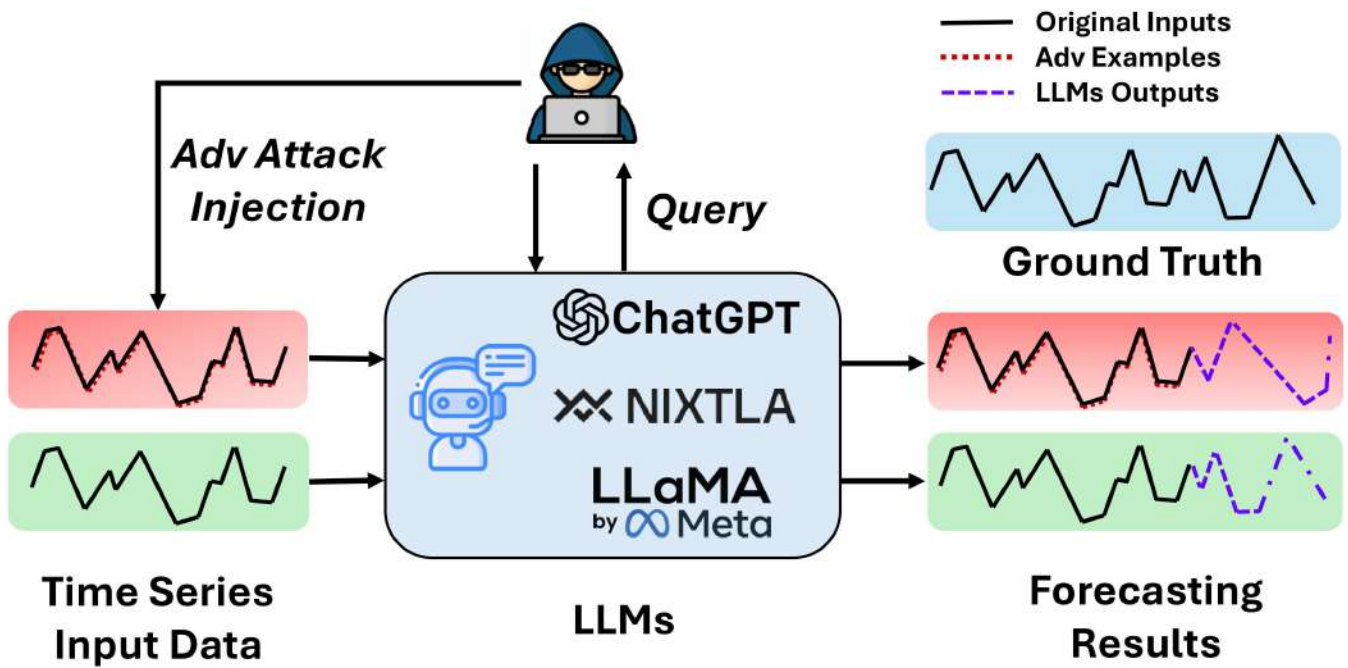 Original Inputs
Adv Examples
LLMs Outputs
Adv Attack
Injection
Query
Ground Truth
ChatGPT
NIXTLA
LLaMA
by Meta
Time Series
Input Data
LLMs
Forecasting
Results